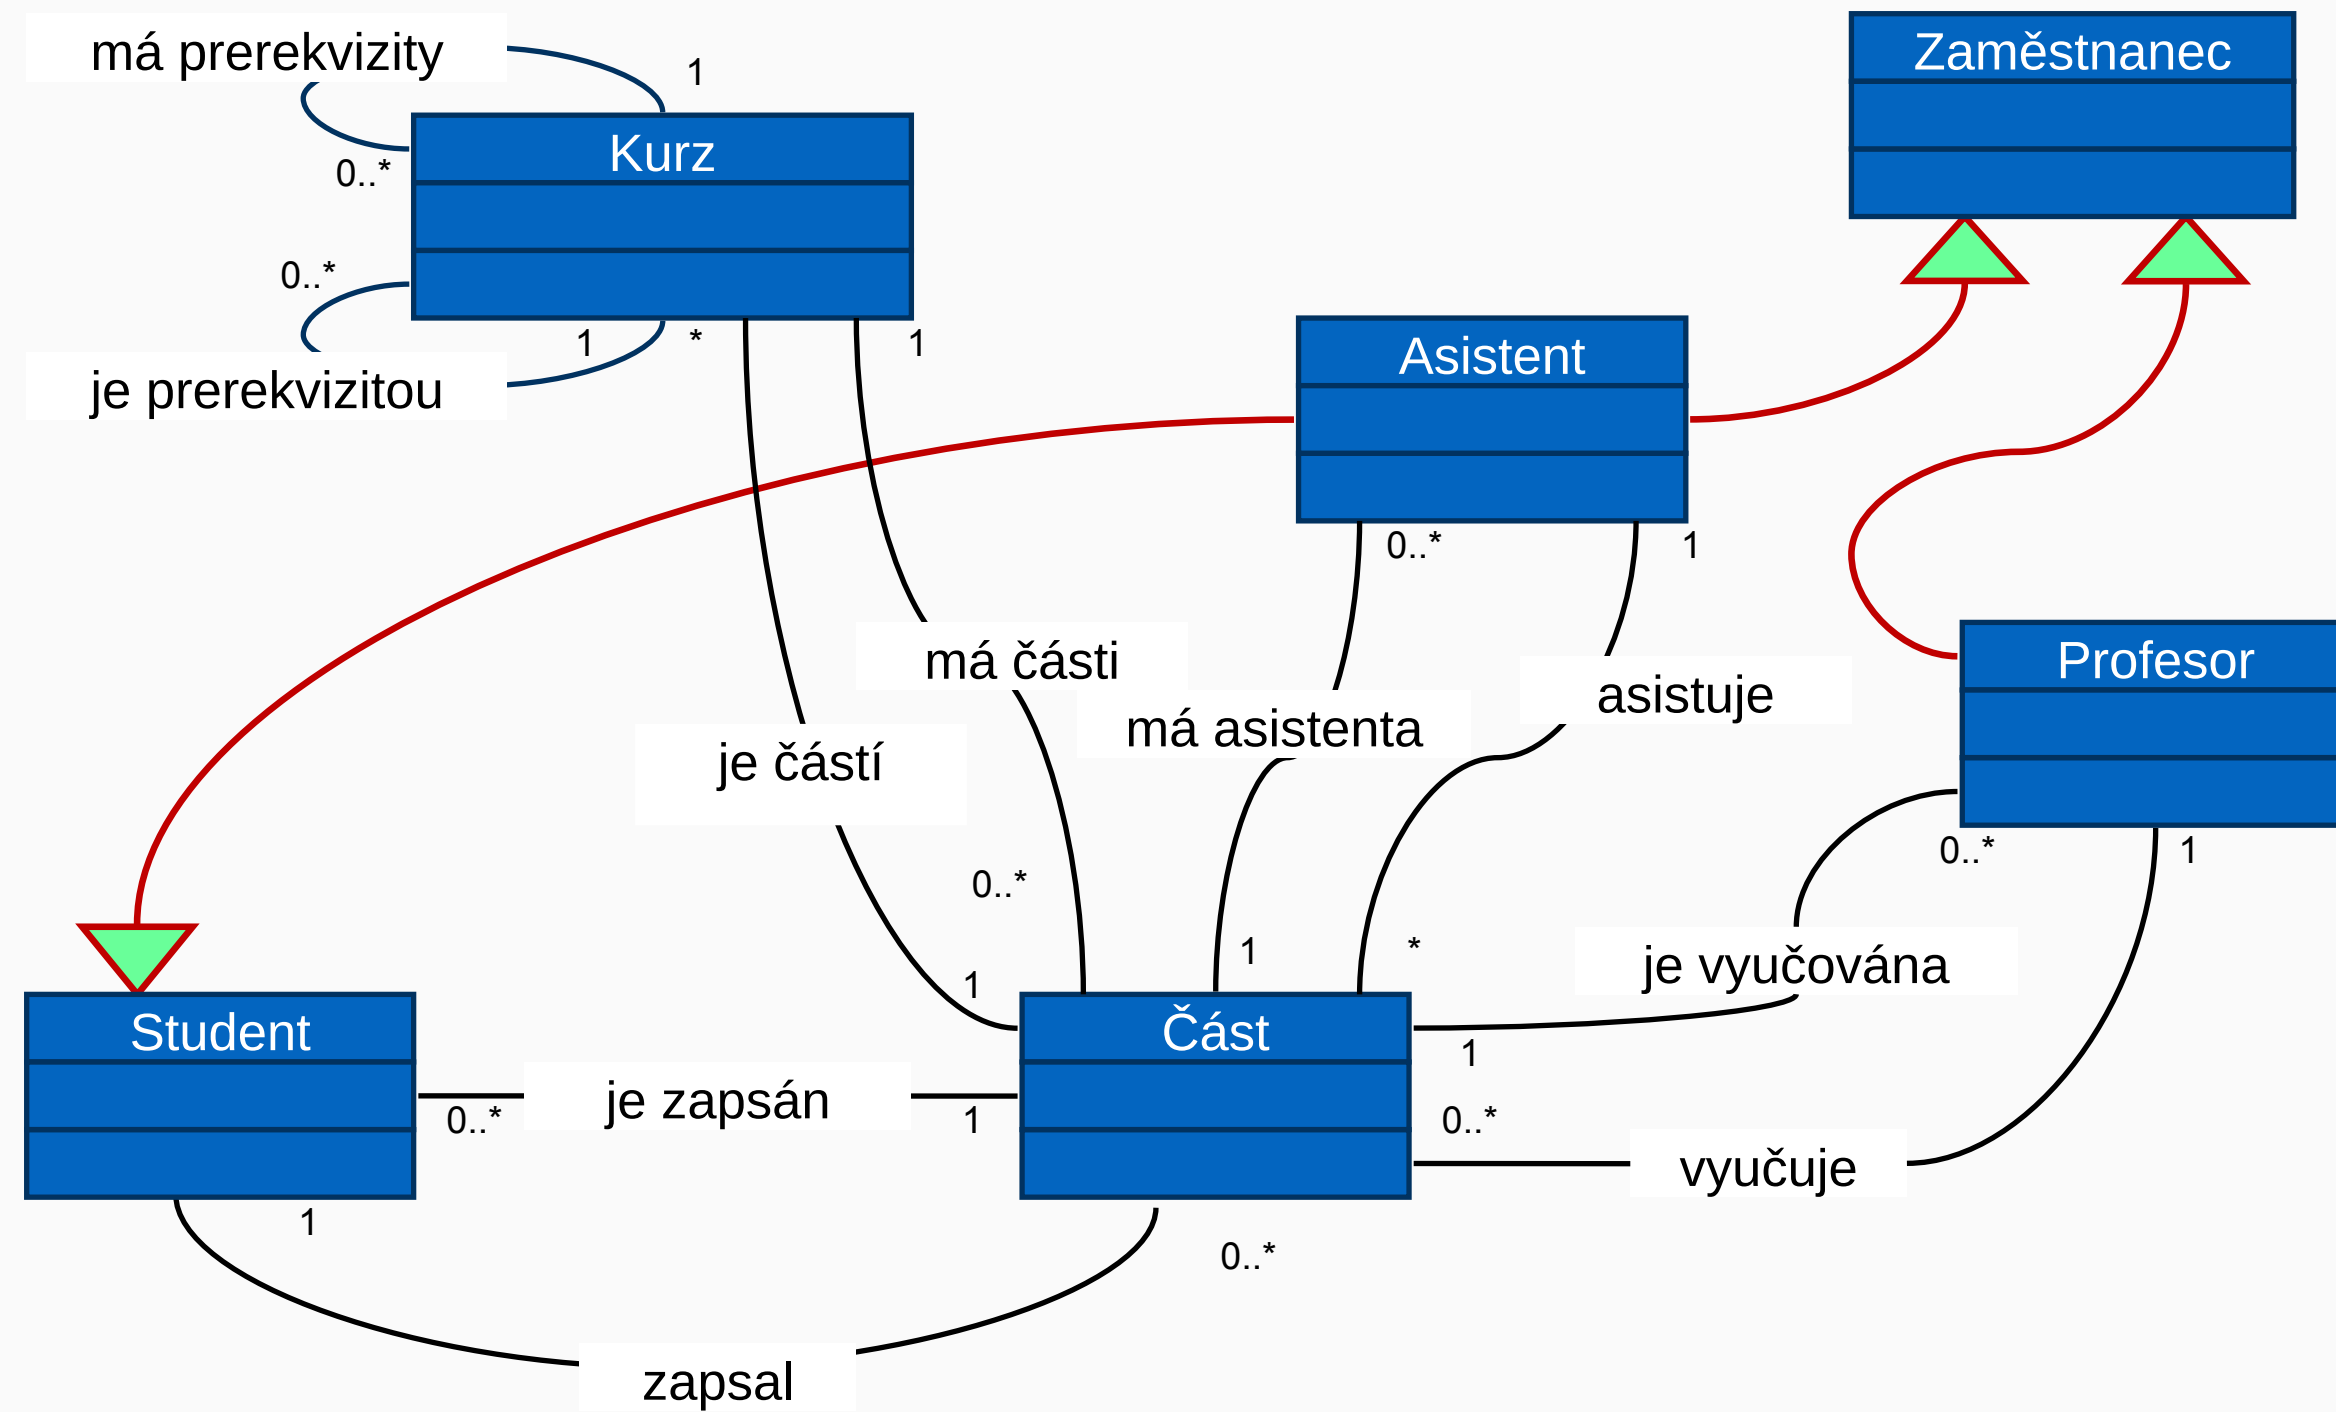 Zaměstnanec
má prerekvizity
1
Kurz
0..*
0..*
1
*
1
Asistent
je prerekvizitou
0..*
1
má části
Profesor
asistuje
má asistenta
je částí
0..*
1
0..*
1
*
je vyučována
1
Student
Část
1
je zapsán
0..*
1
0..*
vyučuje
1
0..*
zapsal